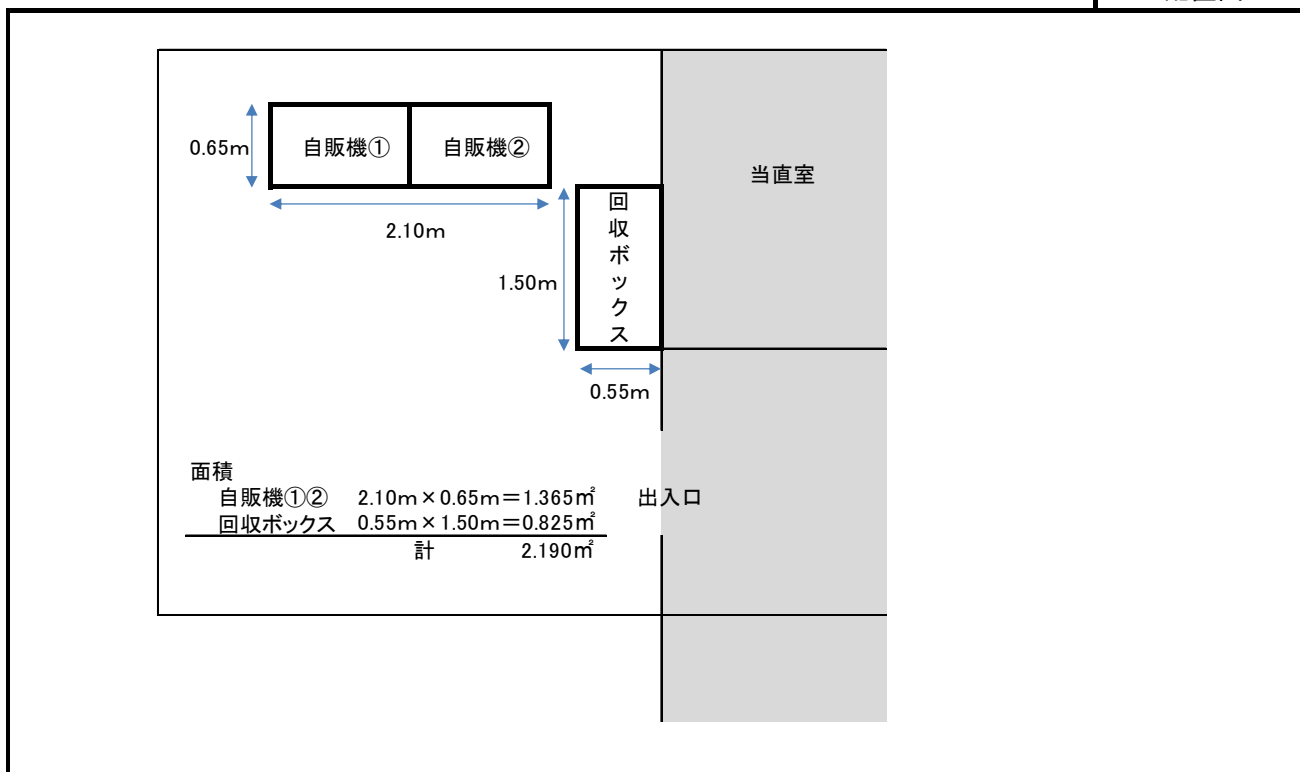 0.65m
自販機①
自販機②
当直室
2.10m
回収ボックス
1.50m
0.55m
面積
自販機①② 2.10m×0.65m=1.365㎡
出入口
回収ボックス 0.55m×1.50m=0.825㎡
計 2.190㎡